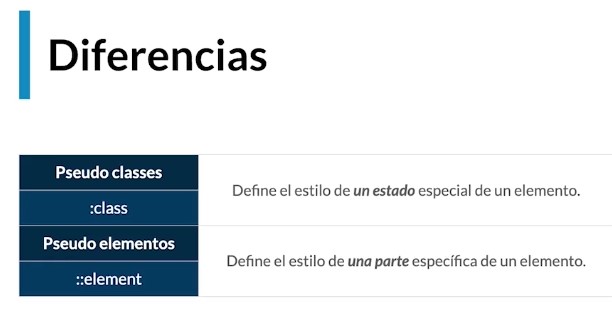 Diferencias
Pseudo classes
:class
Define el estilo de un estado especial de un elemento.
Pseudo elementos
::element
Define el estilo de una parte específica de un elemento.